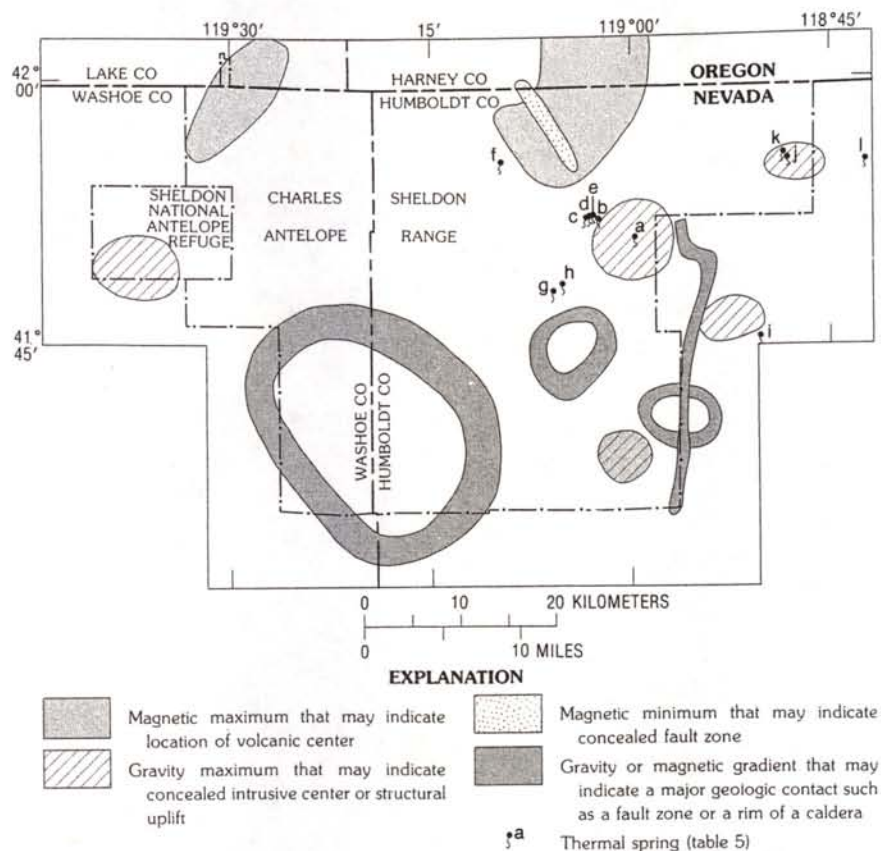 119°30′ 15′ 119°00′ 118°45′
42°00′
LAKE CO HARNEY CO OREGON
WASHOE CO HUMBOLDT CO NEVADA
k
j
l
f
e
d
c b
a
SHELDON NATIONAL ANTELOPE REFUGE
CHARLES SHELDON
ANTELOPE RANGE
g h
i
41°45′
WASHOE CO
HUMBOLDT CO
0 10 20 KILOMETERS
0 10 MILES
EXPLANATION
Magnetic maximum that may indicate
location of volcanic center
Gravity maximum that may indicate
concealed intrusive center or structural
uplift
Magnetic minimum that may indicate
concealed fault zone
Gravity or magnetic gradient that may
indicate a major geologic contact such
as a fault zone or a rim of a caldera
a Thermal spring (table 5)